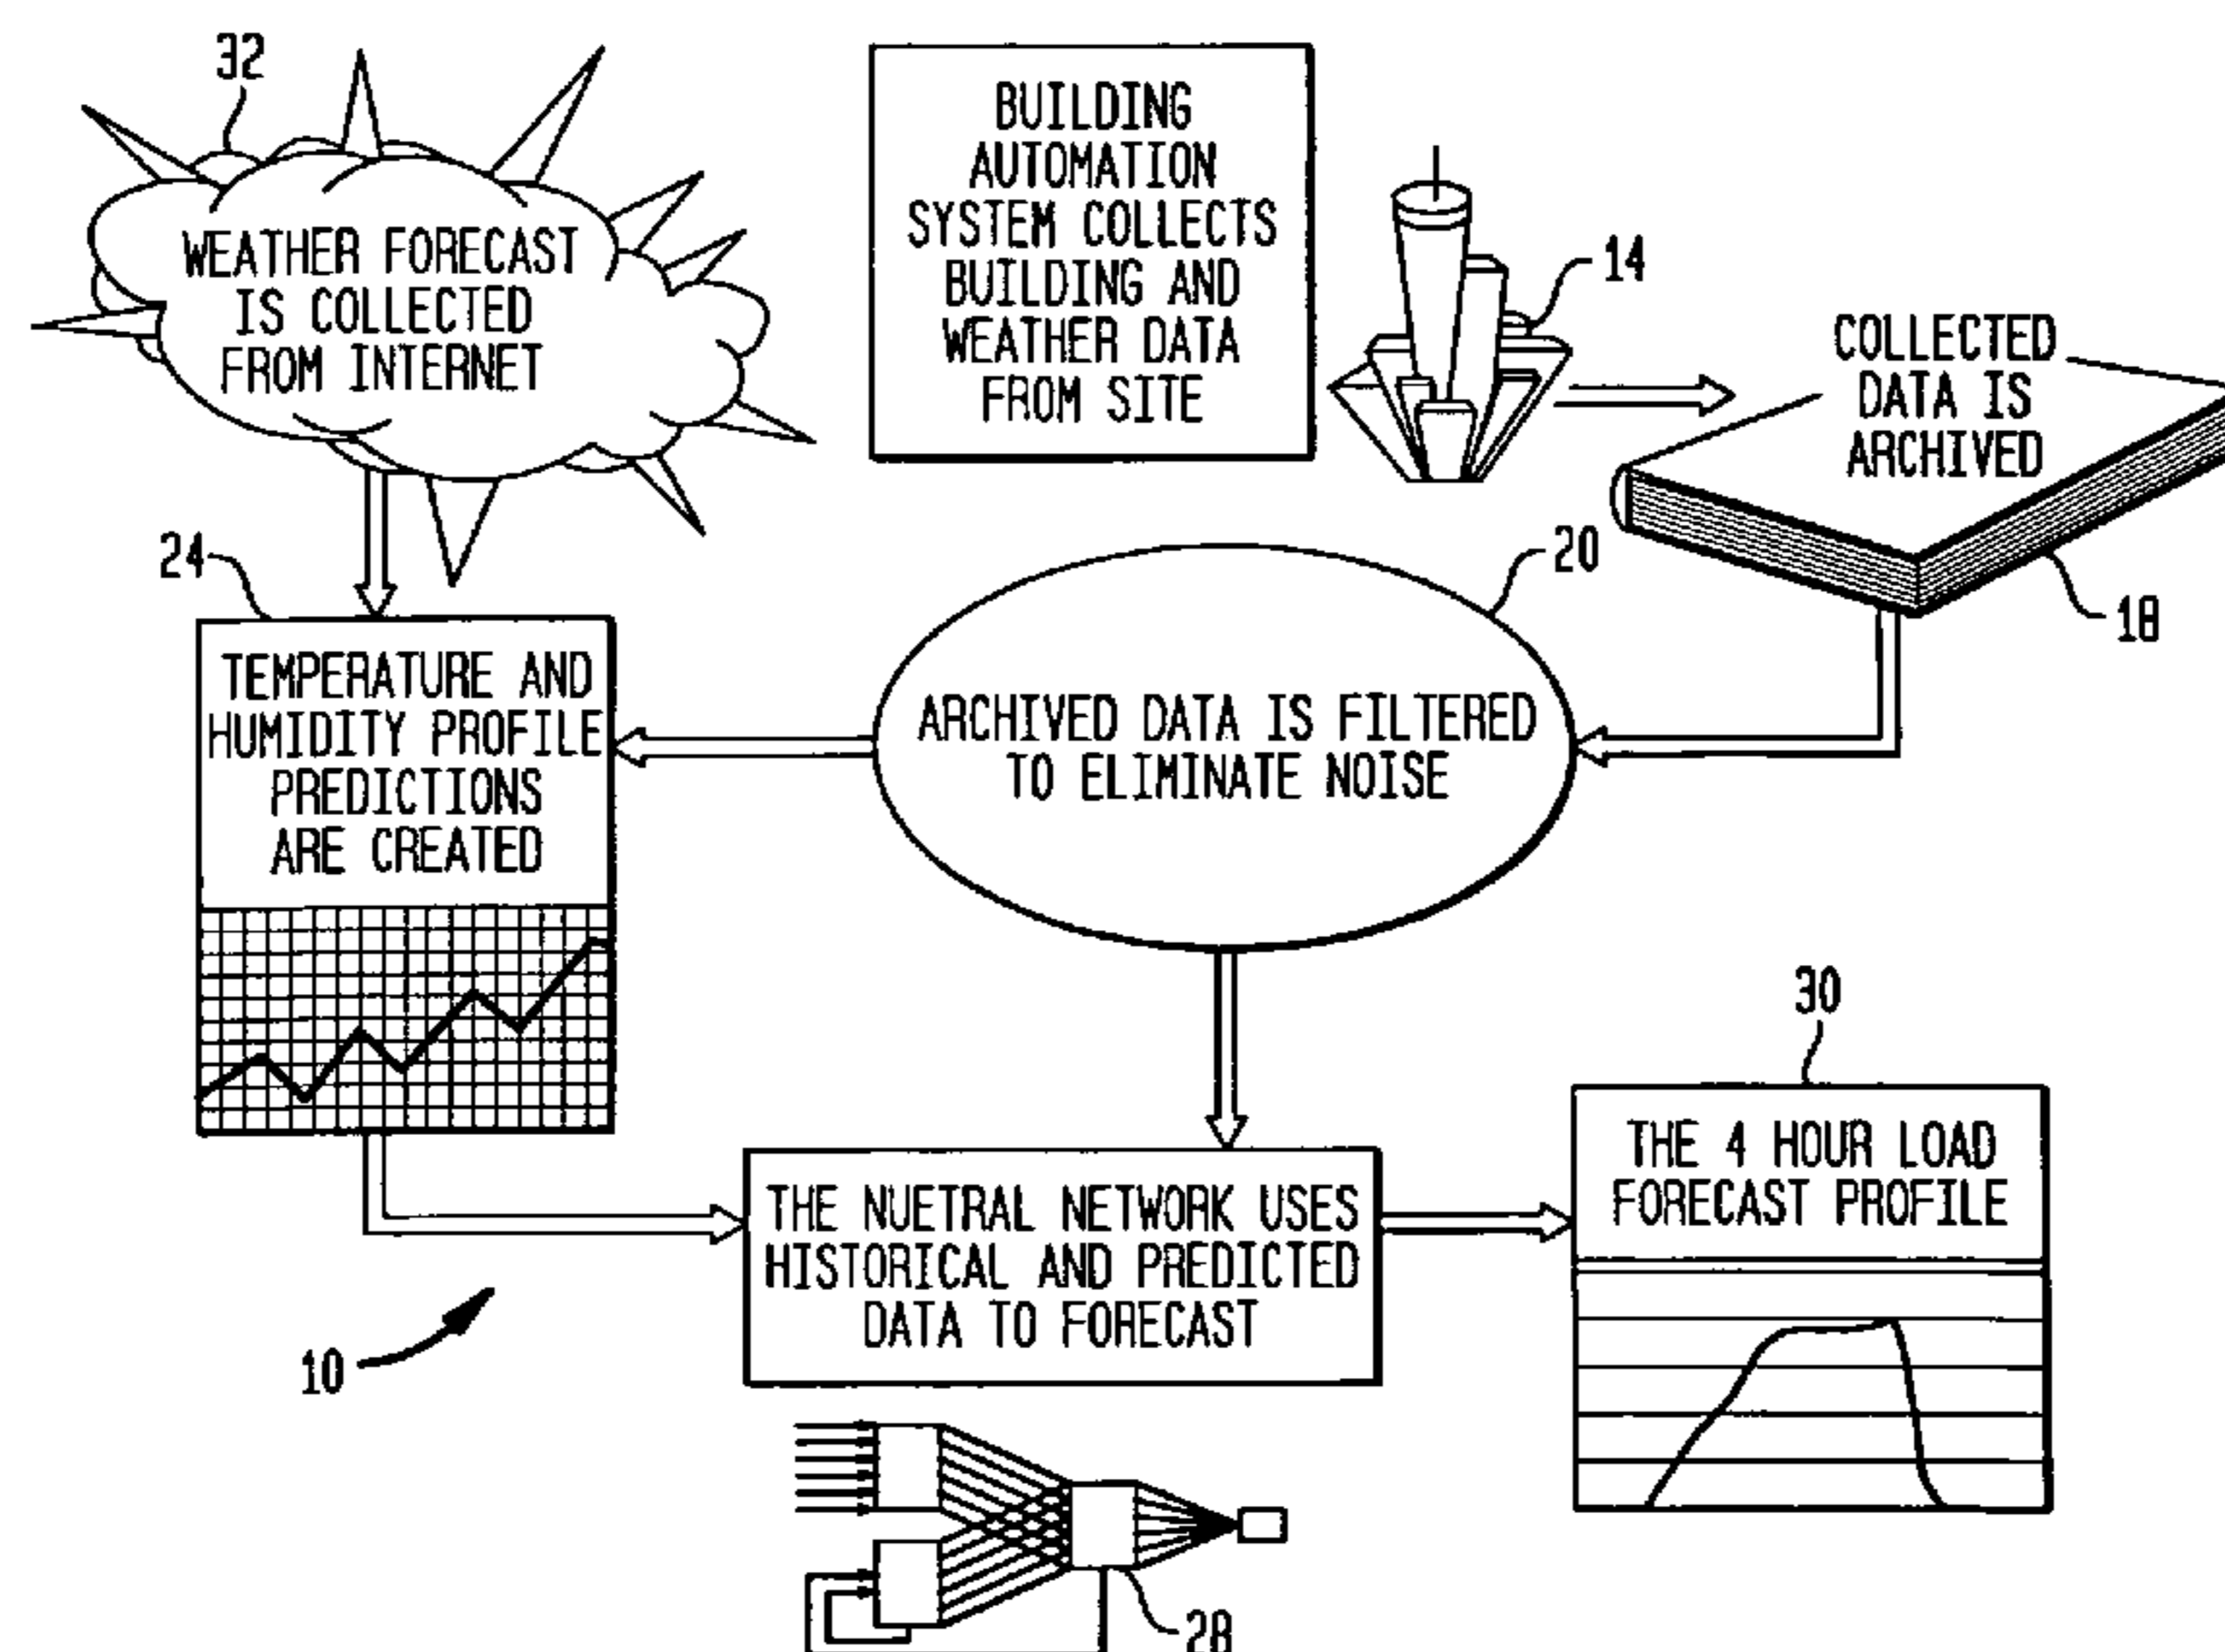 32
WEATHER FORECAST
IS COLLECTED
FROM INTERNET
BUILDING
AUTOMATION
SYSTEM COLLECTS
BUILDING AND
WEATHER DATA
FROM SITE
14
COLLECTED
DATA IS
ARCHIVED
18
24
TEMPERATURE AND
HUMIDITY PROFILE
PREDICTIONS
ARE CREATED
20
ARCHIVED DATA IS FILTERED
TO ELIMINATE NOISE
10
THE NUETRAL NETWORK USES
HISTORICAL AND PREDICTED
DATA TO FORECAST
30
THE 4 HOUR LOAD
FORECAST PROFILE
28